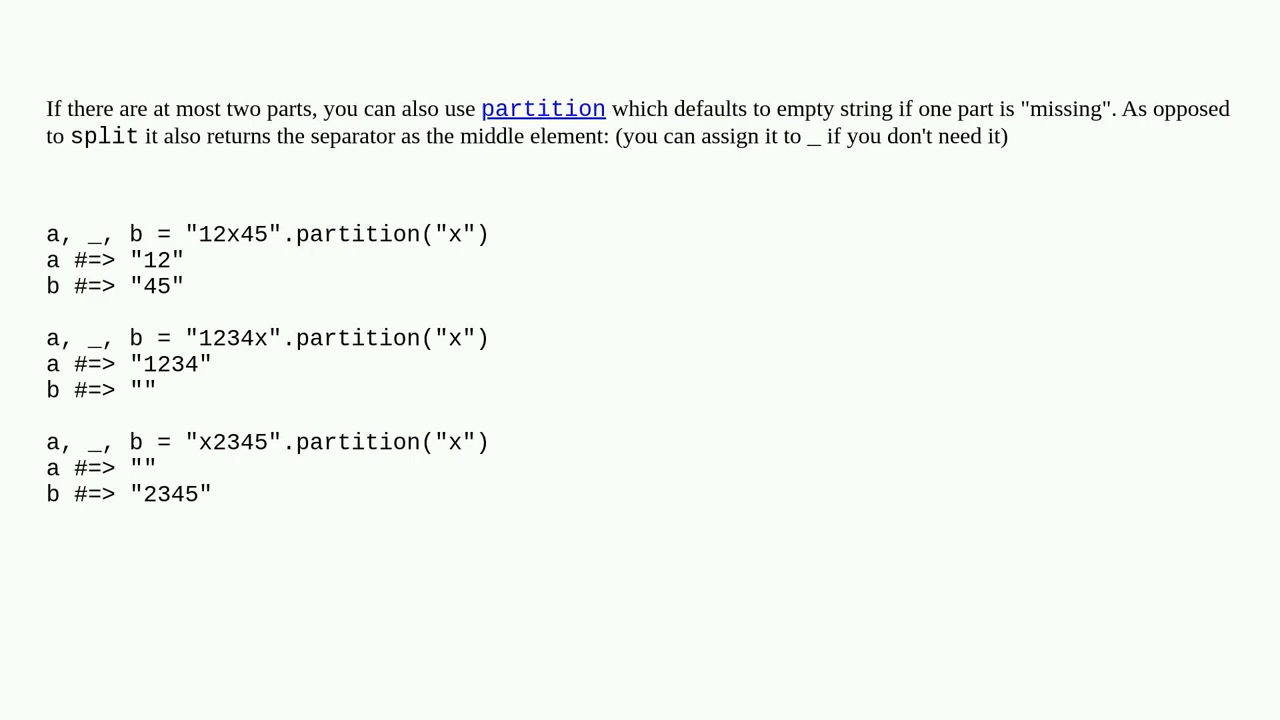 If there are at most two parts, you can also use partition which defaults to empty string if one part is "missing". As opposed
to split it also returns the separator as the middle element: (you can assign it to _ if you don't need it)
a, _, b = "12x45".partition("x")
a #=> "12"
b #=> "45"
a, _, b = "1234x".partition("x")
a #=> "1234"
b #=> ""
a, _, b = "x2345".partition("x")
a #=> ""
b #=> "2345"